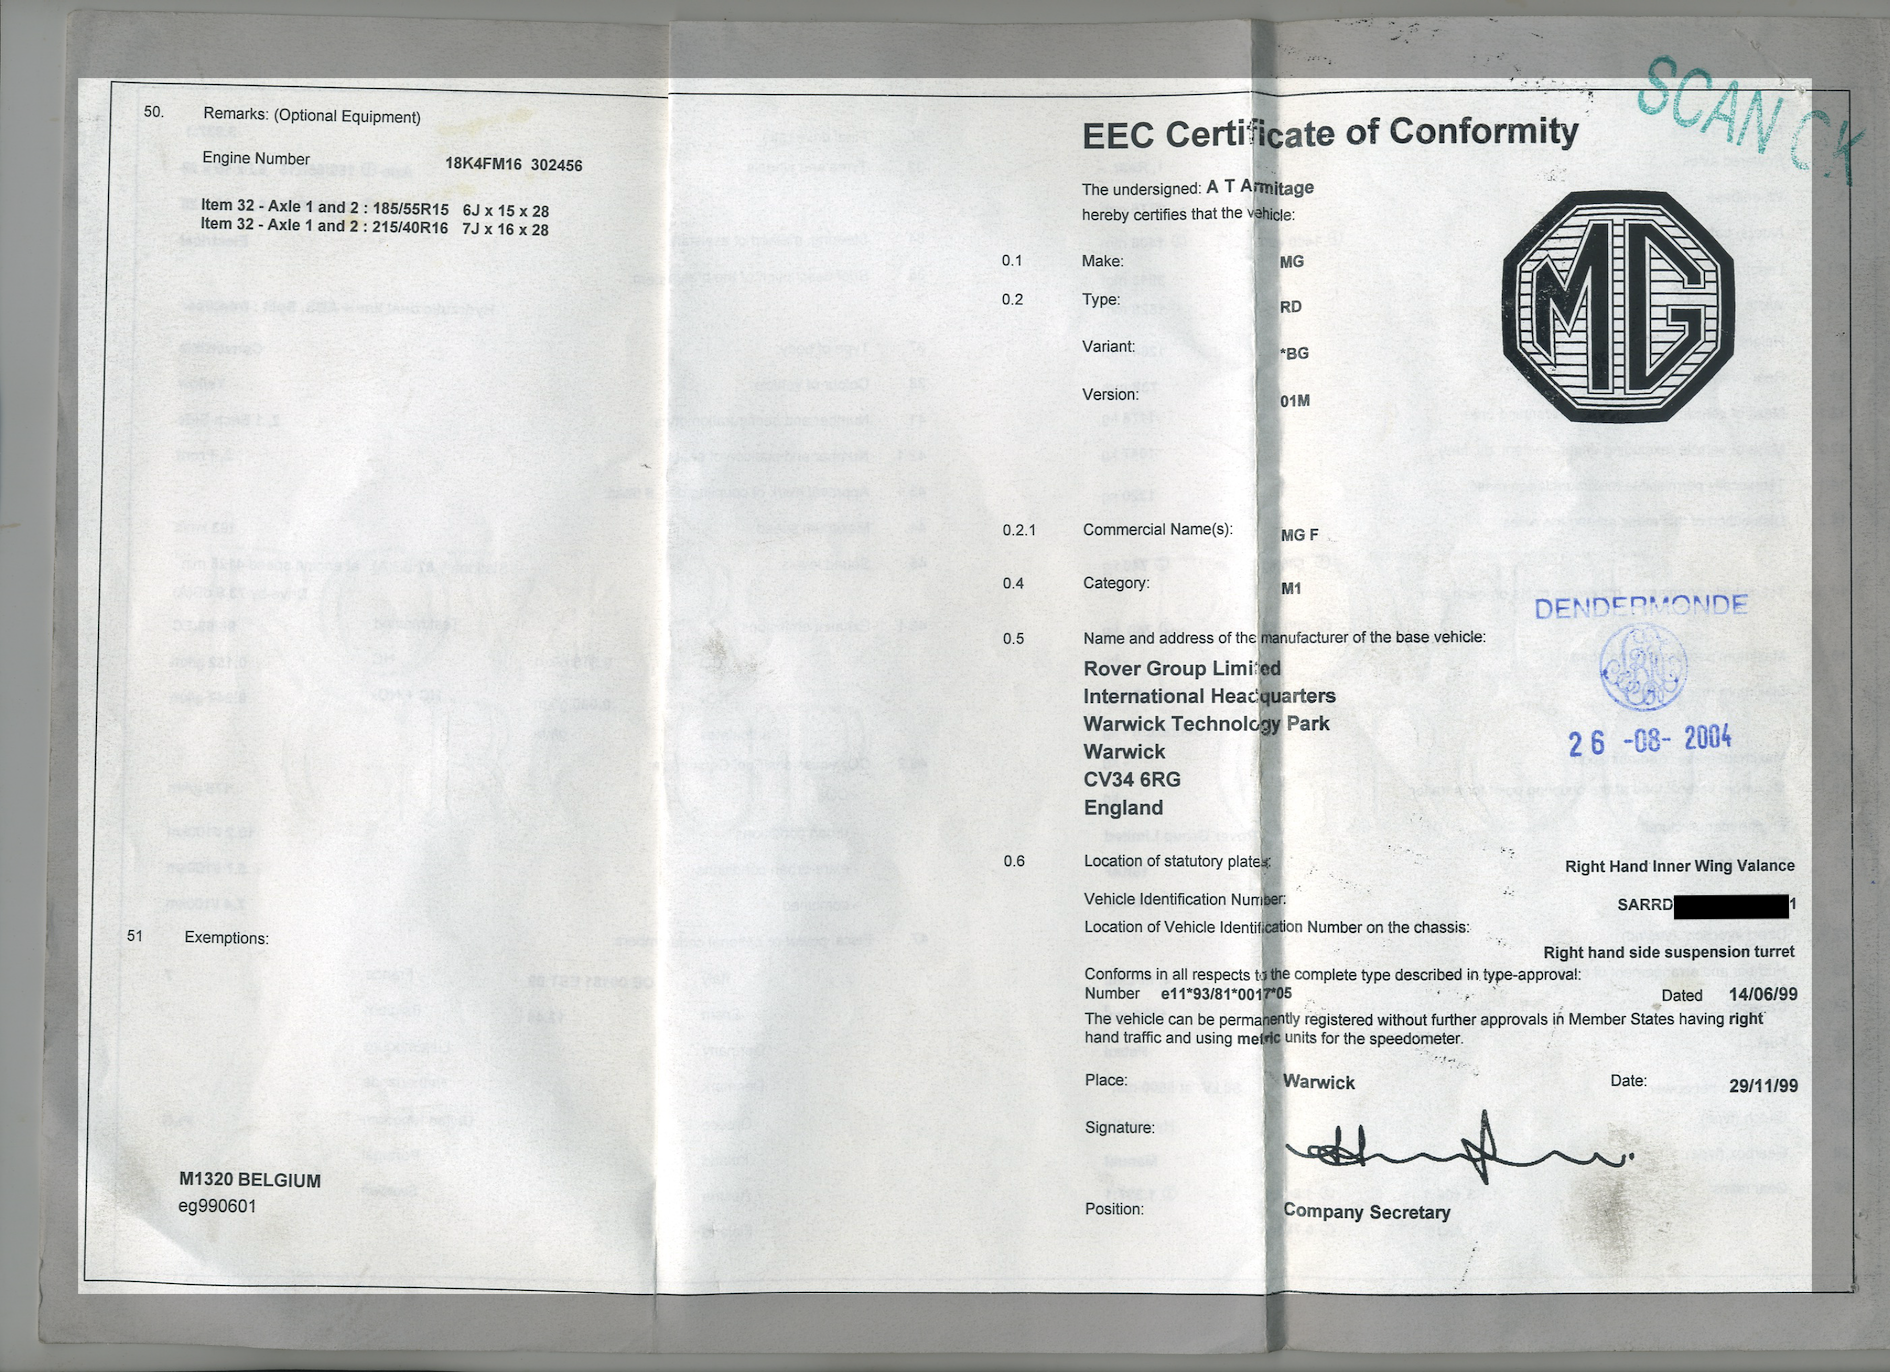 50. Remarks: (Optional Equipment)
Engine Number 18K4FM16 302456
Item 32 - Axle 1 and 2 : 185/55R15 6J x 15 x 28
Item 32 - Axle 1 and 2 : 215/40R16 7J x 16 x 28
51 Exemptions:
M1320 BELGIUM
eg990601
SCAN OK
EEC Certificate of Conformity
The undersigned: A T Armitage
hereby certifies that the vehicle:
0.1 Make: MG
0.2 Type: RD
Variant: *BG
Version: 01M
MG
0.2.1 Commercial Name(s): MG F
0.4 Category: M1
0.5 Name and address of the manufacturer of the base vehicle:
Rover Group Limited
International Headquarters
Warwick Technology Park
Warwick
CV34 6RG
England
DENDERMONDE
26 -08- 2004
0.6 Location of statutory plates: Right Hand Inner Wing Valance
Vehicle Identification Number: SARRD 1
Location of Vehicle Identification Number on the chassis:
Right hand side suspension turret
Conforms in all respects to the complete type described in type-approval:
Number e11*93/81*0017*05 Dated 14/06/99
The vehicle can be permanently registered without further approvals in Member States having right
hand traffic and using metric units for the speedometer.
Place: Warwick Date: 29/11/99
Signature:
Position: Company Secretary